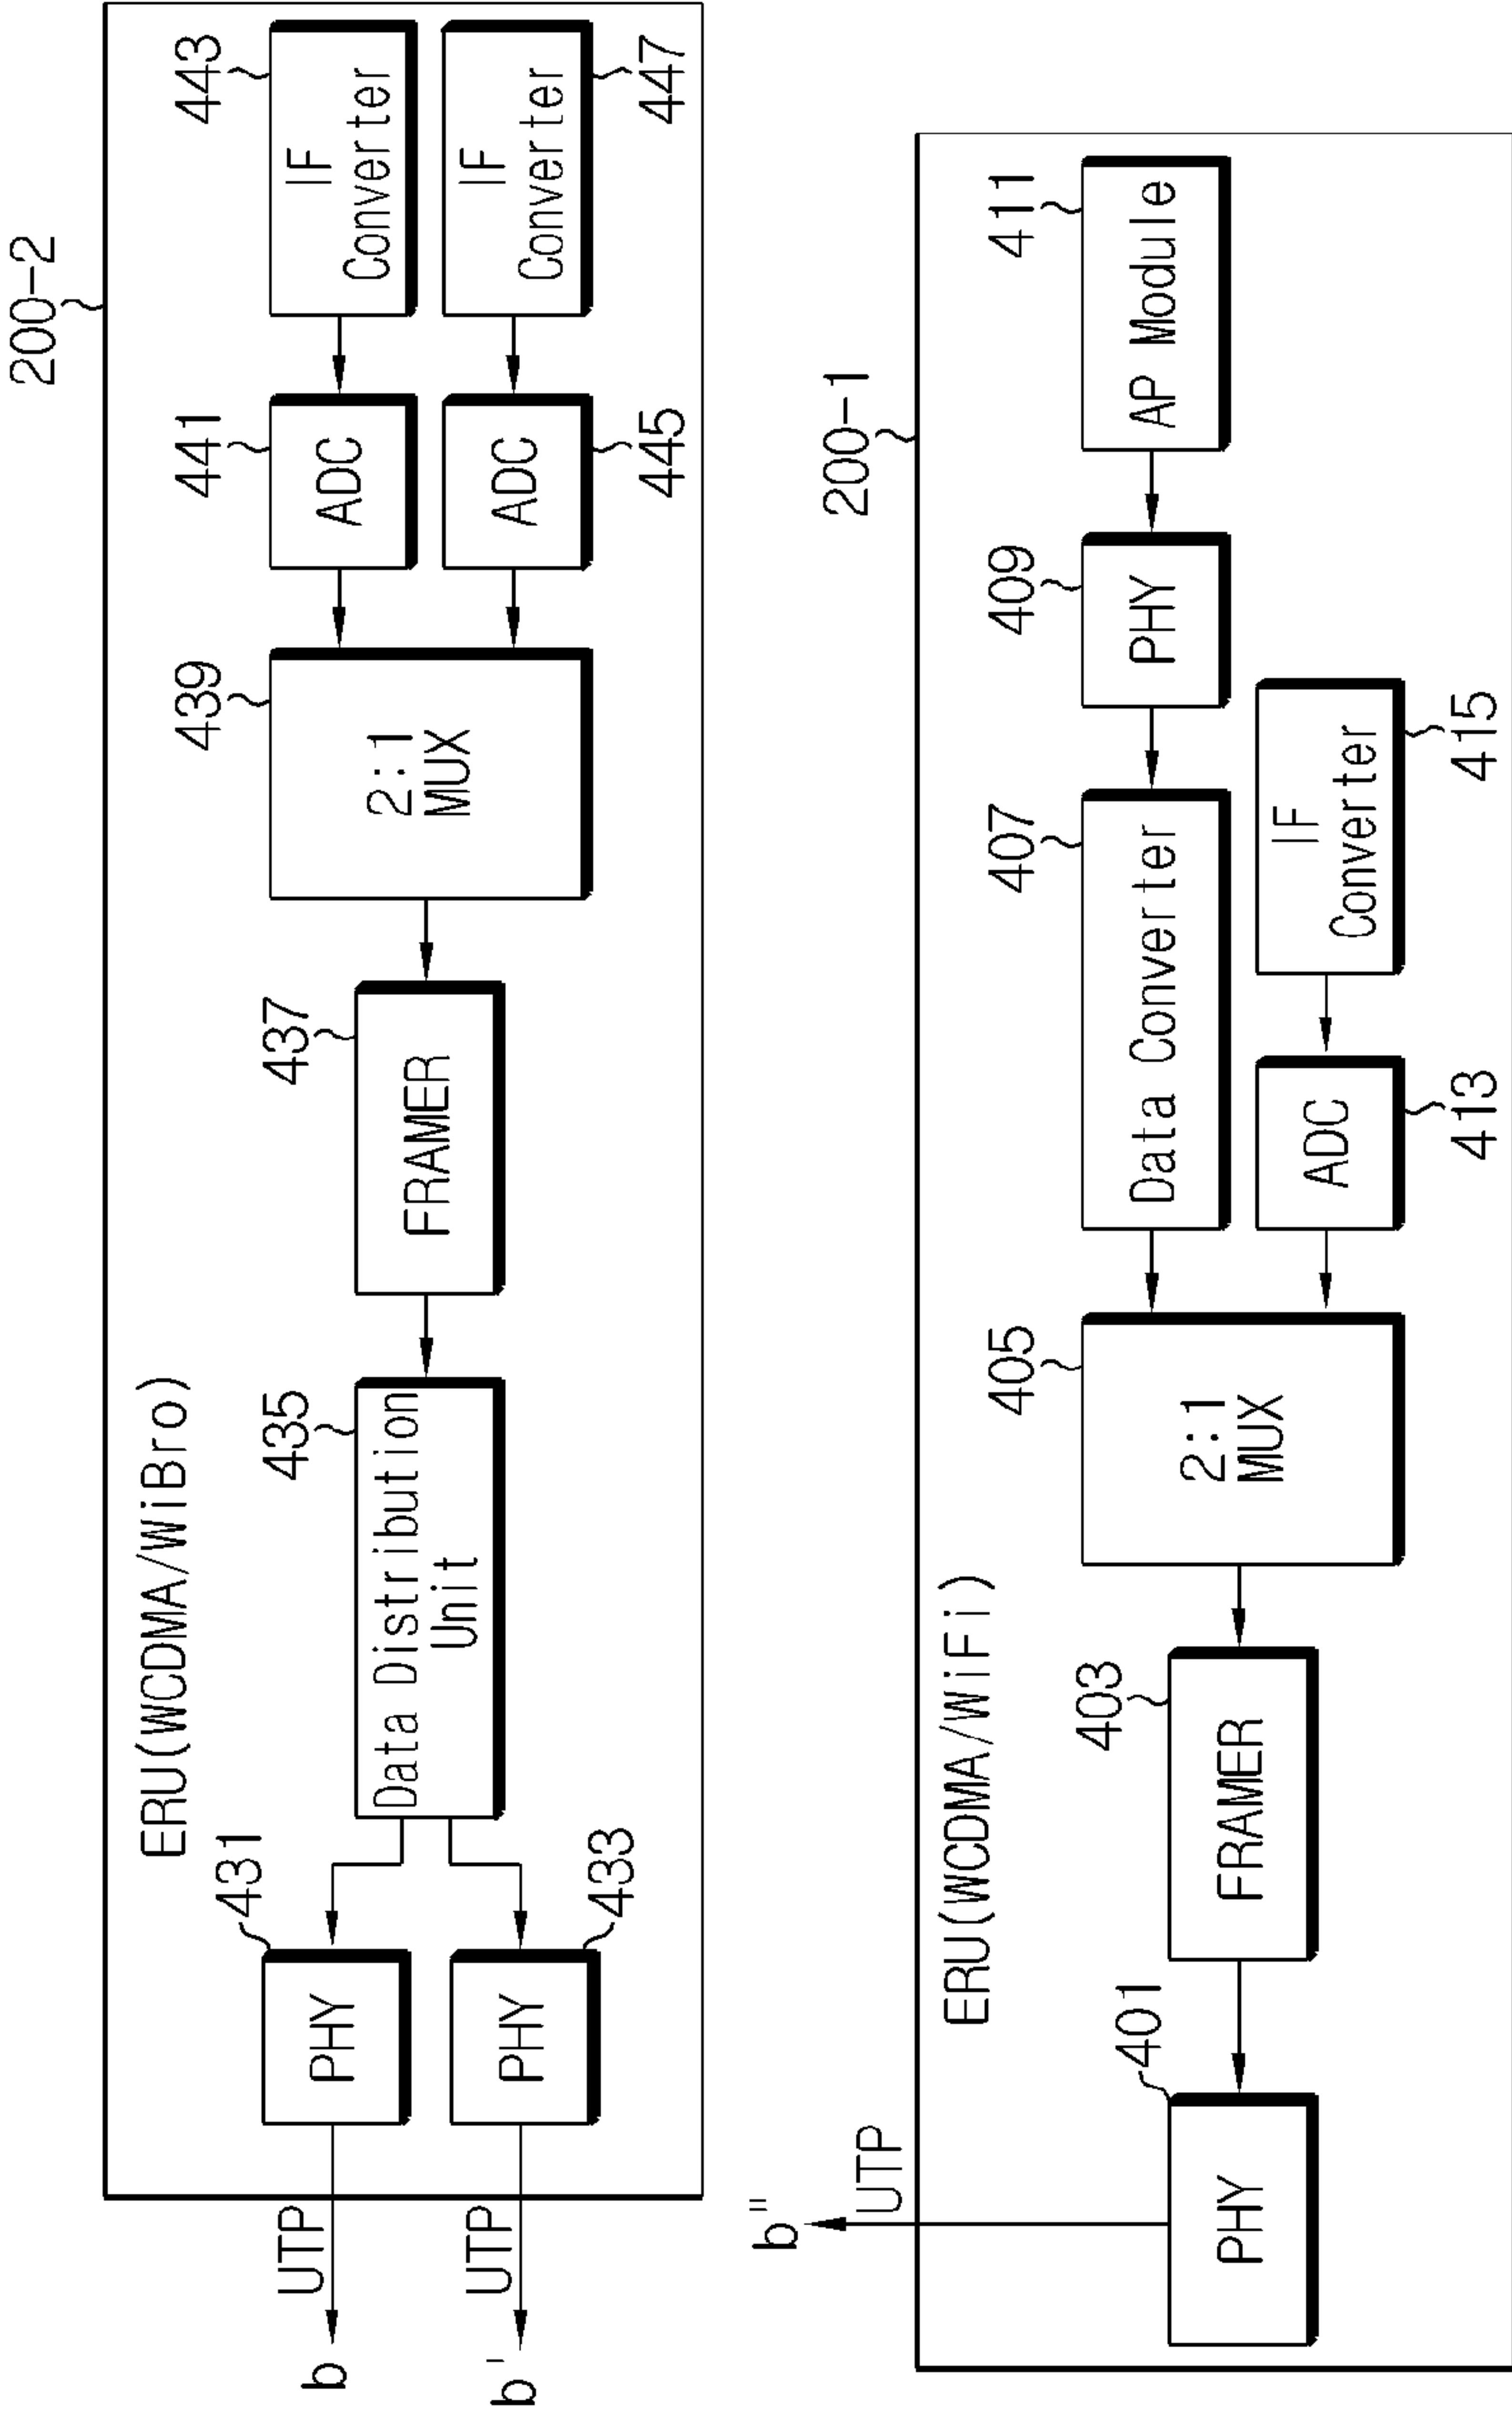 200-2
ERU(WCDMA/WiBro)
443
IF
Converter
447
IF
Converter
441
ADC
445
ADC
439
2:1
MUX
437
FRAMER
435
Data Distribution
Unit
431
PHY
433
PHY
UTP
b
UTP
b'
200-1
ERU(WCDMA/WiFi)
411
AP Module
409
PHY
407
Data Converter
415
IF
Converter
413
ADC
405
2:1
MUX
403
FRAMER
401
PHY
UTP
b"